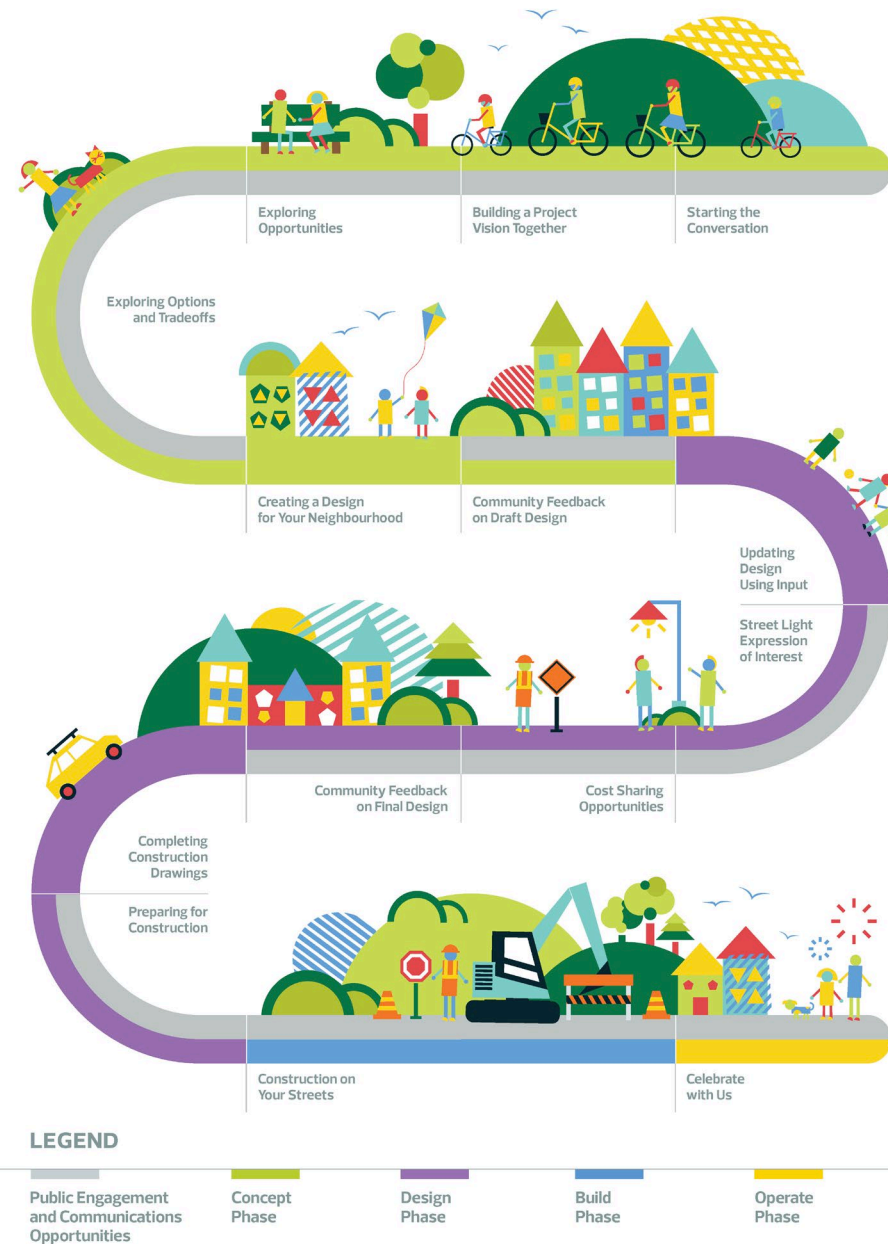 Exploring
Opportunities
Building a Project
Vision Together
Starting the
Conversation
Exploring Options
and Tradeoffs
Creating a Design
for Your Neighbourhood
Community Feedback
on Draft Design
Updating
Design
Using Input
Street Light
Expression
of Interest
Community Feedback
on Final Design
Cost Sharing
Opportunities
Completing
Construction
Drawings
Preparing for
Construction
Construction on
Your Streets
Celebrate
with Us
LEGEND
Public Engagement
and Communications
Opportunities
Concept
Phase
Design
Phase
Build
Phase
Operate
Phase